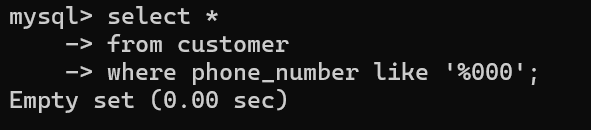 mysql> select *
    -> from customer
    -> where phone_number like '%000';
Empty set (0.00 sec)